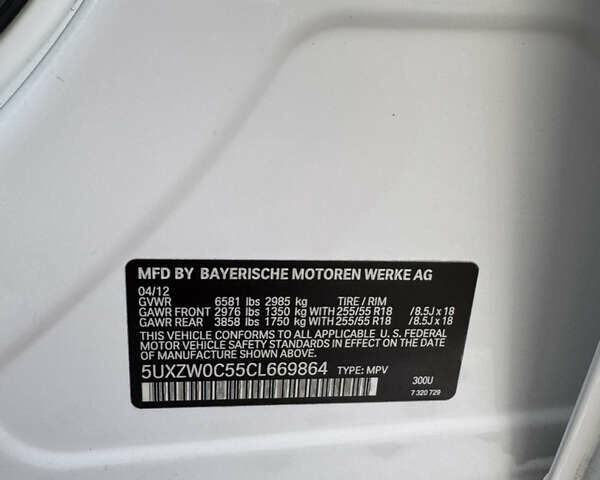 MFD BY BAYERISCHE MOTOREN WERKE AG
04/12
GVWR 6581 lbs 2985 kg TIRE / RIM
GAWR FRONT 2976 lbs 1350 kg WITH 255/55 R18 /8.5J x 18
GAWR REAR 3858 lbs 1750 kg WITH 255/55 R18 /8.5J x 18
THIS VEHICLE CONFORMS TO ALL APPLICABLE U. S. FEDERAL
MOTOR VEHICLE SAFETY STANDARDS IN EFFECT ON THE DATE
OF MANUFACTURE SHOWN ABOVE.
5UXZW0C55CL669864 TYPE: MPV
300U
7 320 729